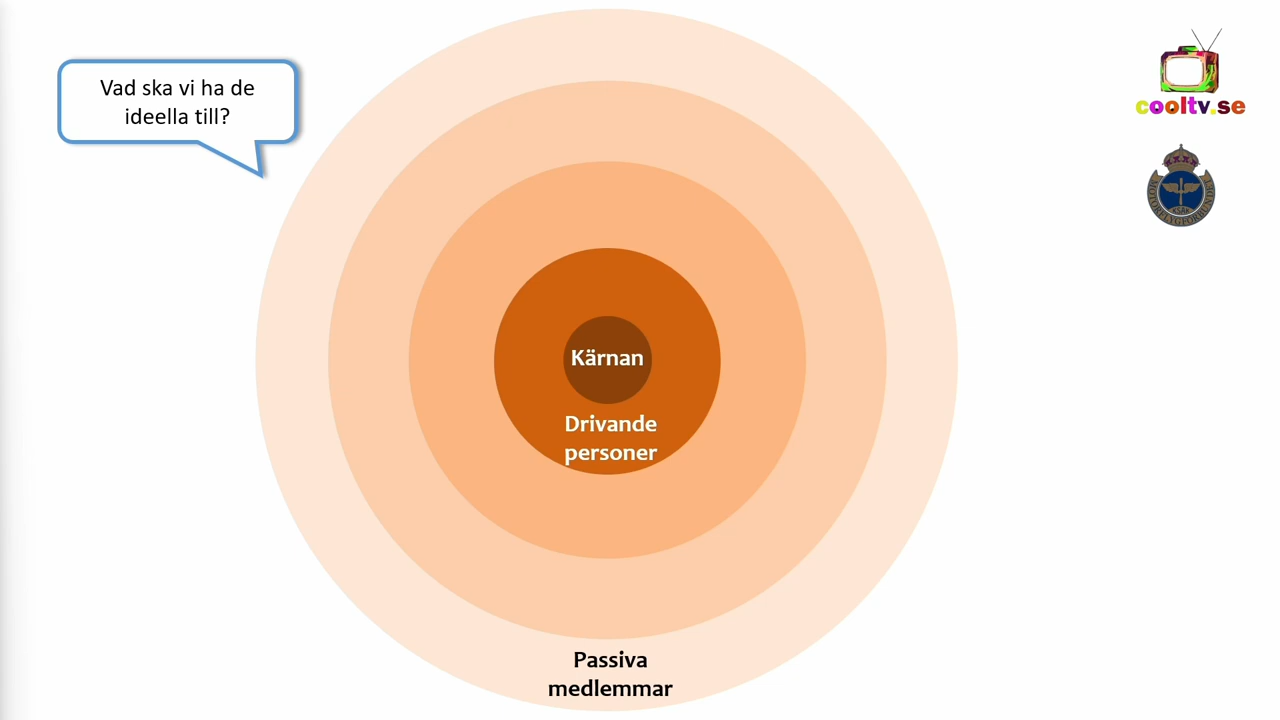 Vad ska vi ha de
ideella till?
cooltv.se
Kärnan
Drivande
personer
Passiva
medlemmar